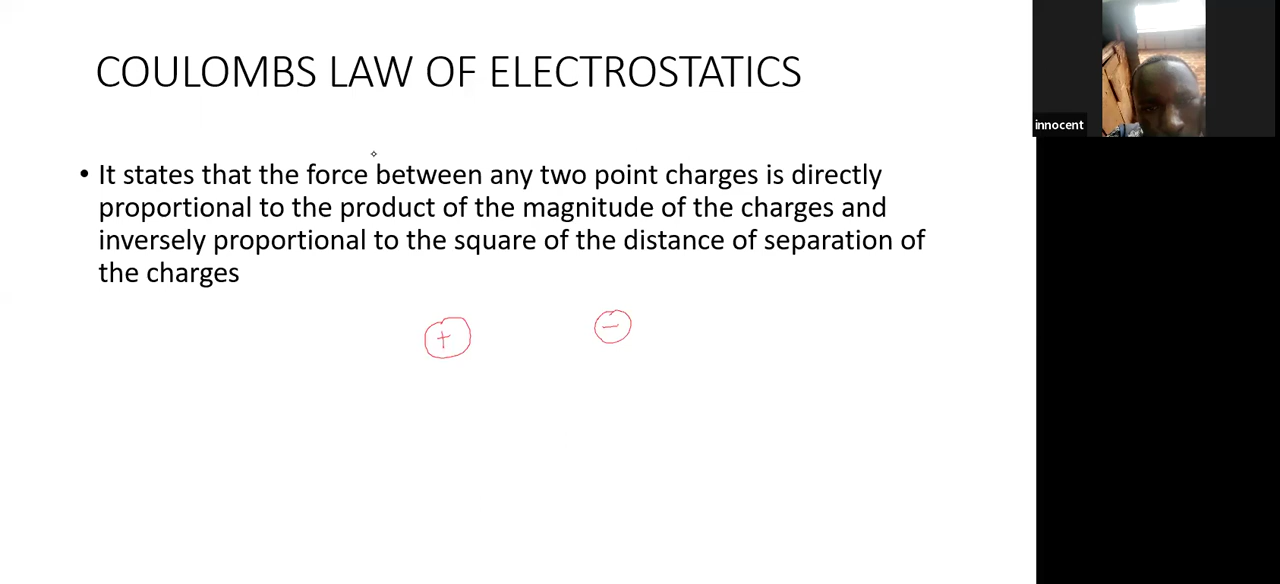 COULOMBS LAW OF ELECTROSTATICS
• It states that the force between any two point charges is directly
proportional to the product of the magnitude of the charges and
inversely proportional to the square of the distance of separation of
the charges
+ −
innocent